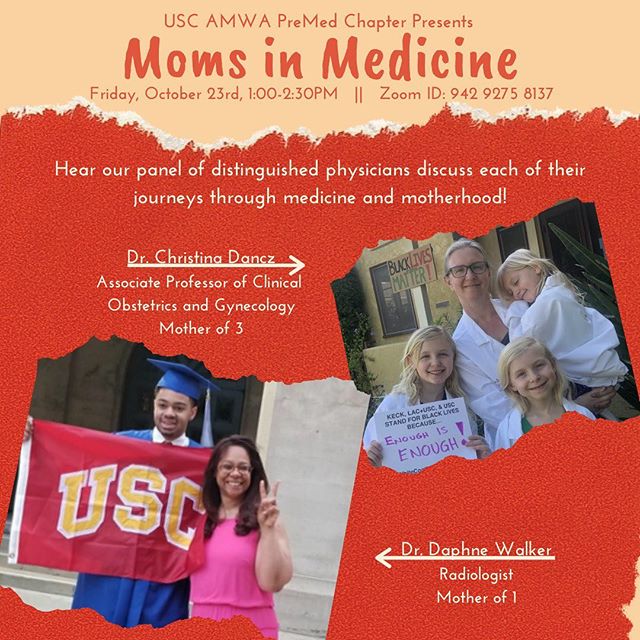 USC AMWA PreMed Chapter Presents
Moms in Medicine
Friday, October 23rd, 1:00-2:30PM || Zoom ID: 942 9275 8137
Hear our panel of distinguished physicians discuss each of their
journeys through medicine and motherhood!
Dr. Christina Dancz
Associate Professor of Clinical
Obstetrics and Gynecology
Mother of 3
BLACK LIVES
MATTER!
KECK, LAC+USC, & USC
STAND FOR BLACK LIVES
BECAUSE...
ENOUGH IS
ENOUGH!
USC
Dr. Daphne Walker
Radiologist
Mother of 1